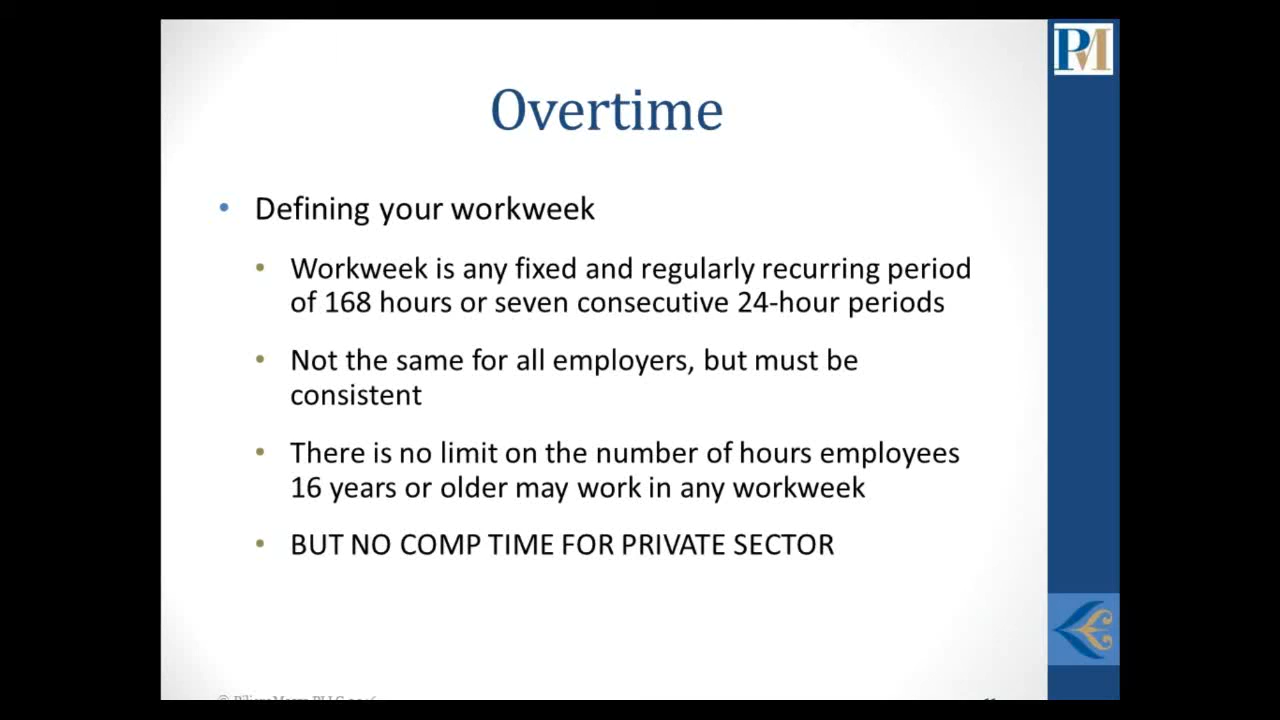 PM
Overtime
• Defining your workweek
• Workweek is any fixed and regularly recurring period
of 168 hours or seven consecutive 24-hour periods
• Not the same for all employers, but must be
consistent
• There is no limit on the number of hours employees
16 years or older may work in any workweek
• BUT NO COMP TIME FOR PRIVATE SECTOR